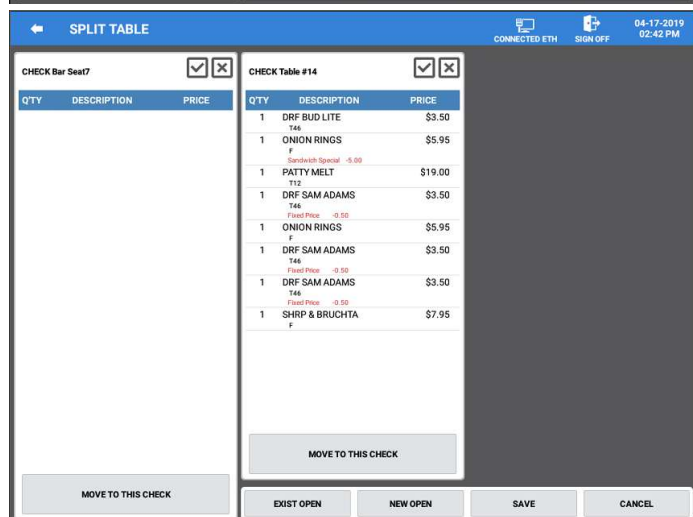 SPLIT TABLE
CONNECTED ETH
SIGN OFF
04-17-2019
02:42 PM
CHECK Bar Seat7
Q'TY DESCRIPTION PRICE
MOVE TO THIS CHECK
CHECK Table #14
Q'TY DESCRIPTION PRICE
1 DRF BUD LITE $3.50
T46
1 ONION RINGS $5.95
F
Sandwich Special -5.00
1 PATTY MELT $19.00
T12
1 DRF SAM ADAMS $3.50
T46
Fixed Price -0.50
1 ONION RINGS $5.95
F
1 DRF SAM ADAMS $3.50
T46
Fixed Price -0.50
1 DRF SAM ADAMS $3.50
T46
Fixed Price -0.50
1 SHRP & BRUCHTA $7.95
F
MOVE TO THIS CHECK
EXIST OPEN
NEW OPEN
SAVE
CANCEL